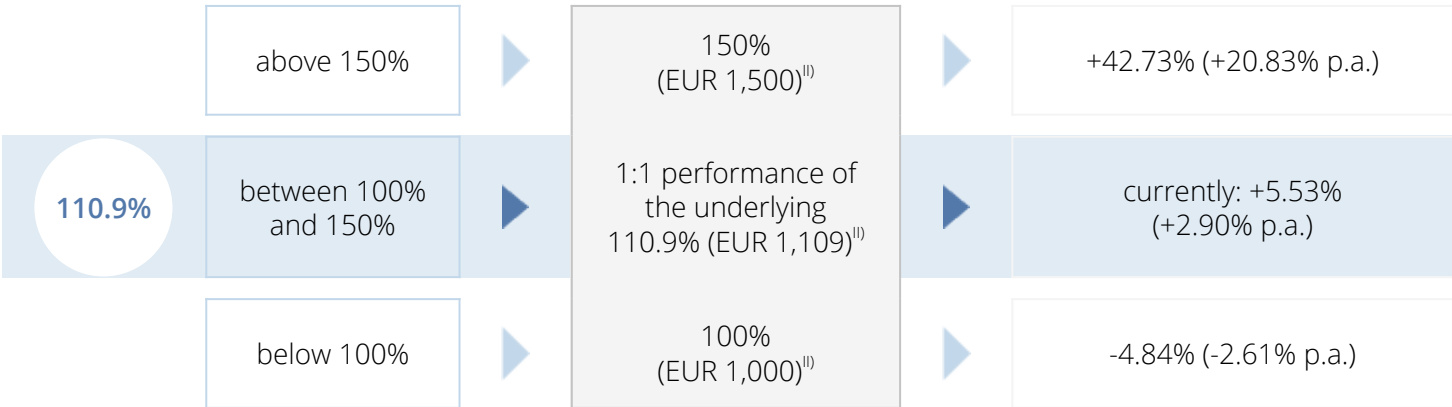 above 150%
150%
(EUR 1,500)II)
+42.73% (+20.83% p.a.)
110.9%
between 100%
and 150%
1:1 performance of
the underlying
110.9% (EUR 1,109)II)
currently: +5.53%
(+2.90% p.a.)
below 100%
100%
(EUR 1,000)II)
-4.84% (-2.61% p.a.)